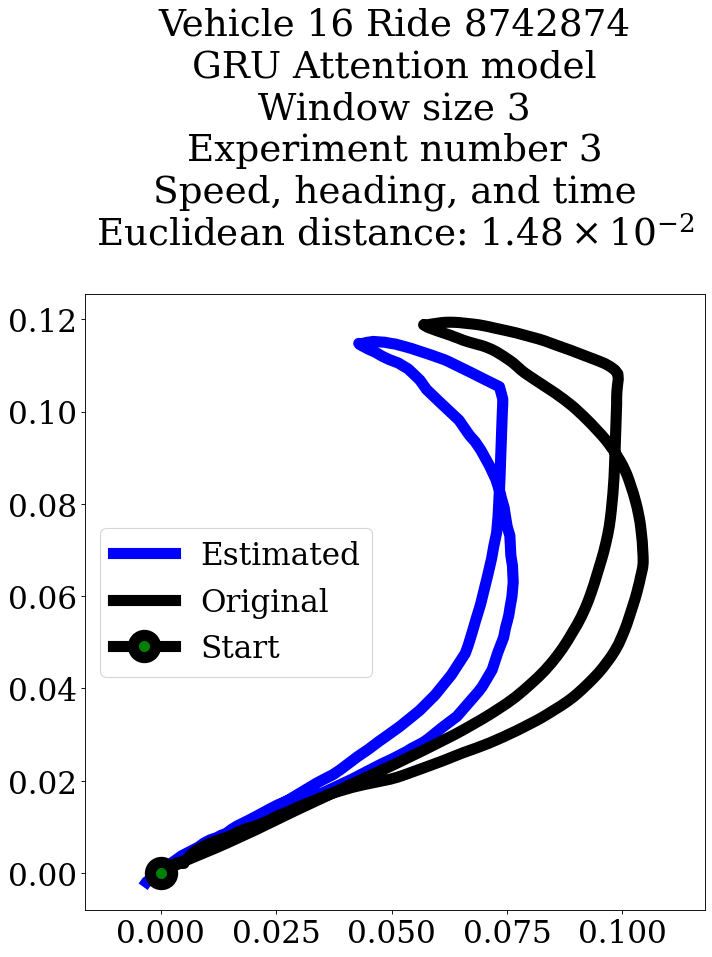 Vehicle 16 Ride 8742874
GRU Attention model
Window size 3
Experiment number 3
Speed, heading, and time
Euclidean distance: 1.48 × 10⁻²
0.12
0.10
0.08
0.06
0.04
0.02
0.00
Estimated
Original
Start
0.000 0.025 0.050 0.075 0.100